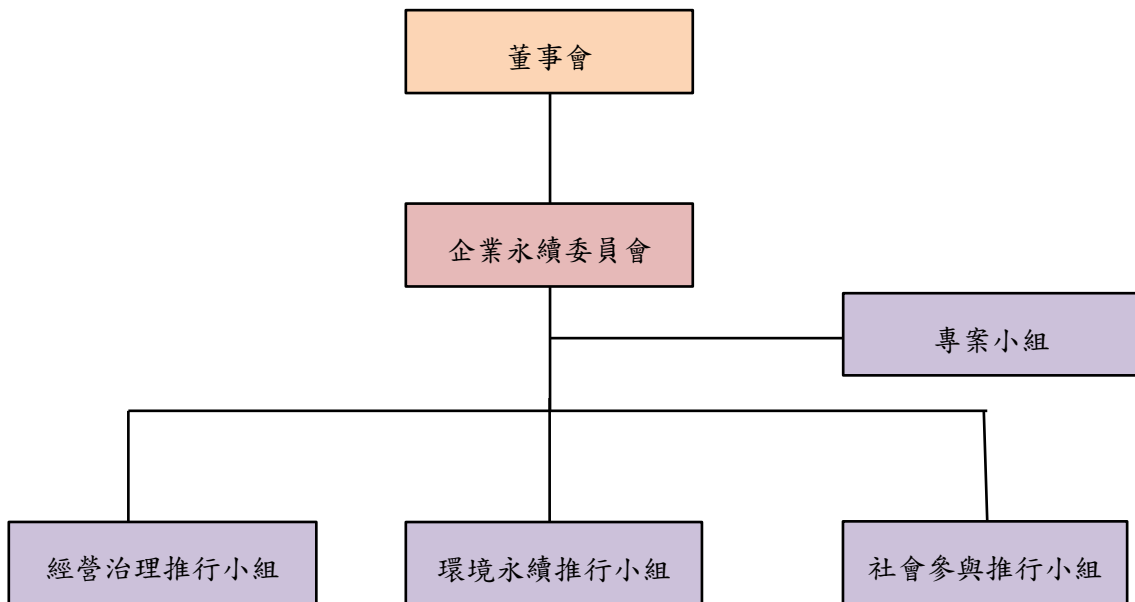 董事會
企業永續委員會
專案小組
經營治理推行小組
環境永續推行小組
社會參與推行小組